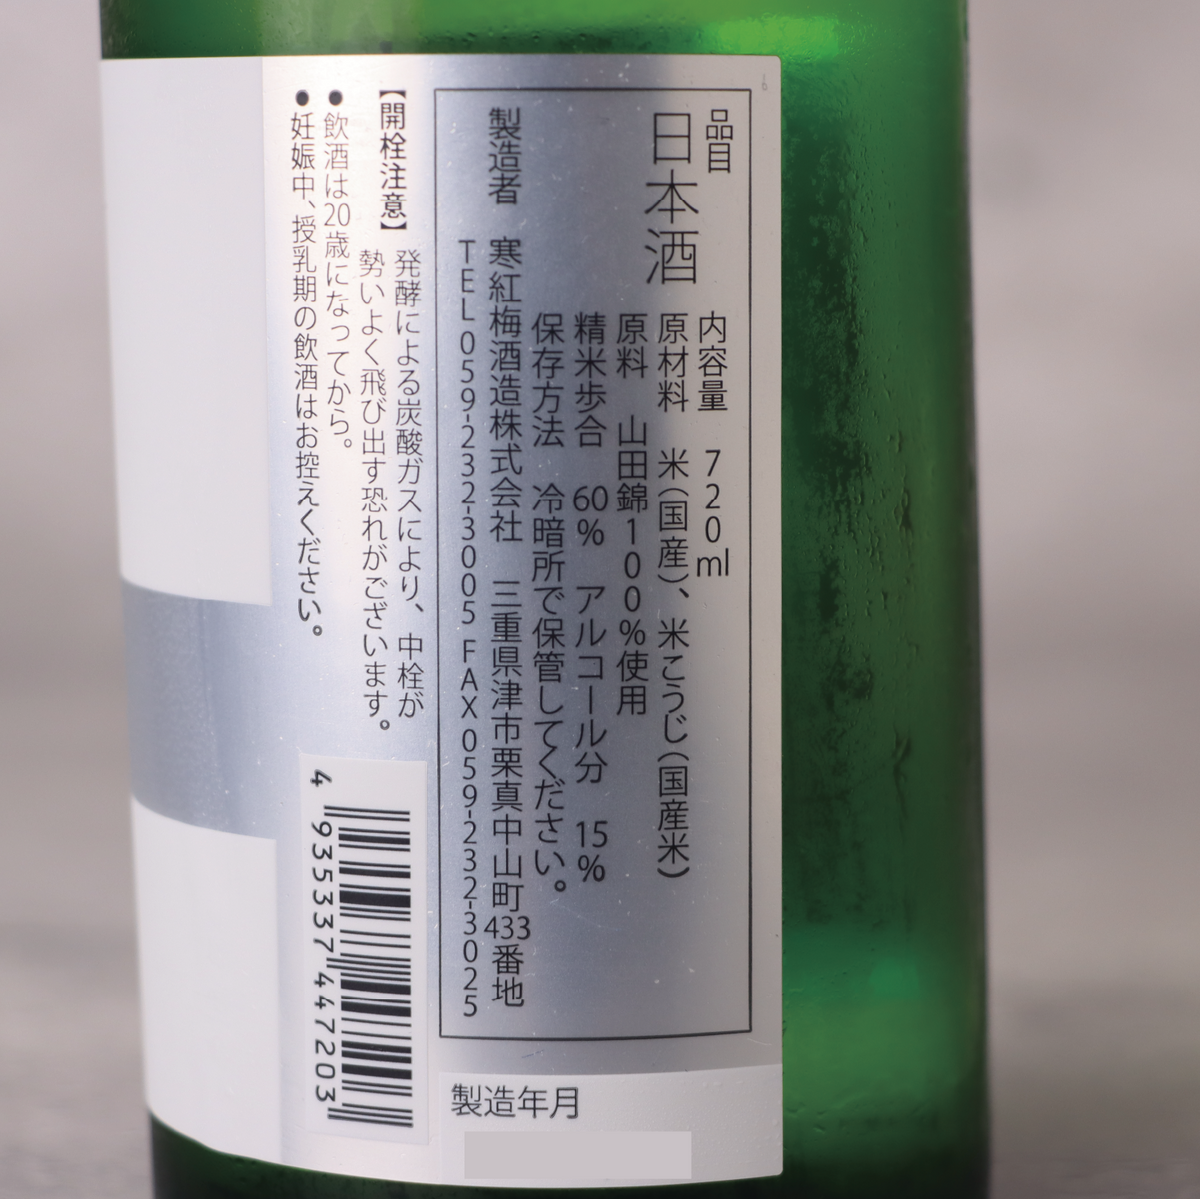 品目
日本酒
内容量 720ml
原材料 米(国産)、米こうじ(国産米)
原料 山田錦100%使用
精米歩合 60% アルコール分 15%
保存方法 冷暗所で保管してください。
製造者 寒紅梅酒造株式会社 三重県津市栗真中山町433番地
TEL 059-232-3005 FAX 059-232-3025
【開栓注意】
発酵による炭酸ガスにより、中栓が
勢いよく飛び出す恐れがございます。
●飲酒は20歳になってから。
●妊娠中、授乳期の飲酒はお控えください。
4 935337 447203
製造年月